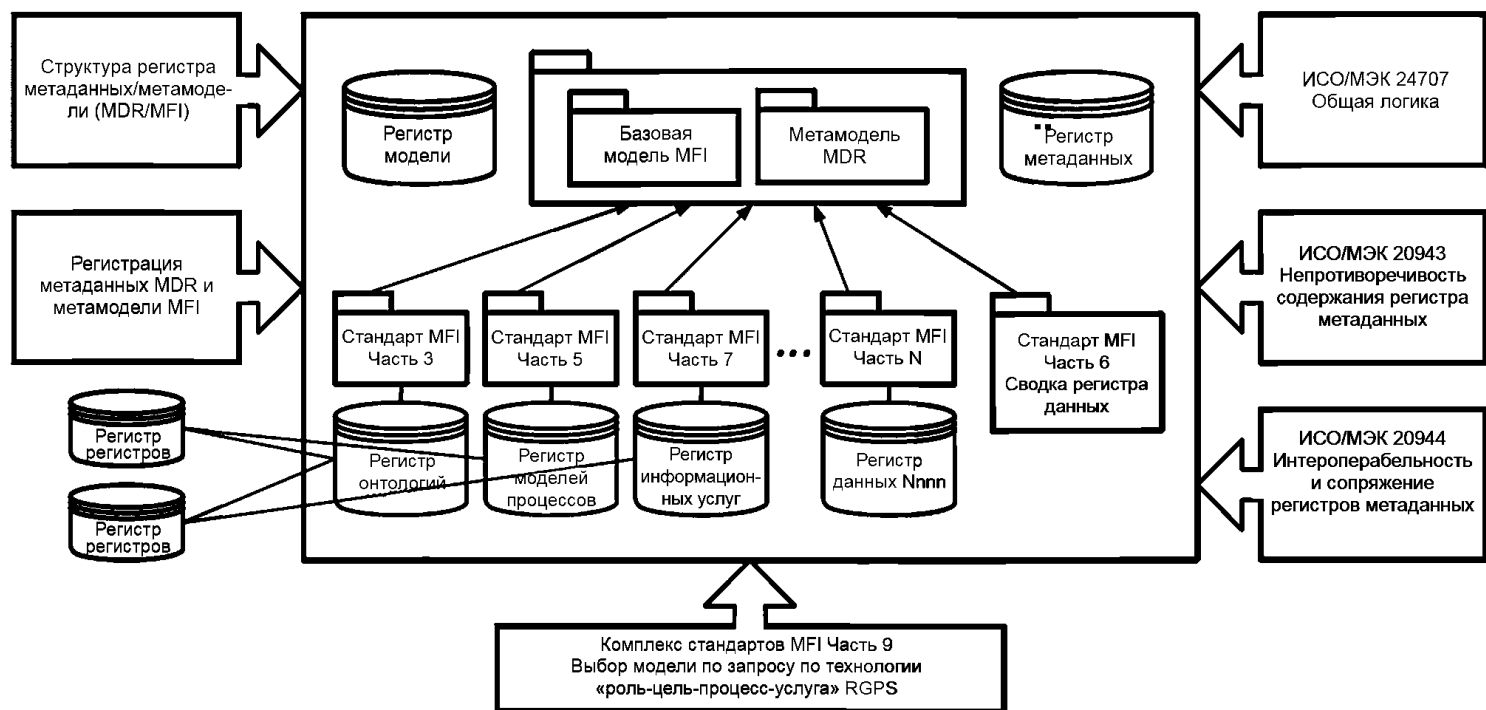 Структура регистра
метаданных/метамоде-
ли (MDR/MFI)
Регистрация
метаданных MDR и
метамодели MFI
Регистр
регистров
Регистр
регистров
Регистр
модели
Базовая
модель MFI
Метамодель
MDR
Регистр
метаданных
Стандарт MFI
Часть 3
Стандарт MFI
Часть 5
Стандарт MFI
Часть 7
...
Стандарт MFI
Часть N
Стандарт MFI
Часть 6
Сводка регистра
данных
Регистр
онтологий
Регистр
моделей
процессов
Регистр
информацион-
ных услуг
Регистр
данных Nnnn
ИСО/МЭК 24707
Общая логика
ИСО/МЭК 20943
Непротиворечивость
содержания регистра
метаданных
ИСО/МЭК 20944
Интероперабельность
и сопряжение
регистров метаданных
Комплекс стандартов MFI Часть 9
Выбор модели по запросу по технологии
«роль-цель-процесс-услуга» RGPS